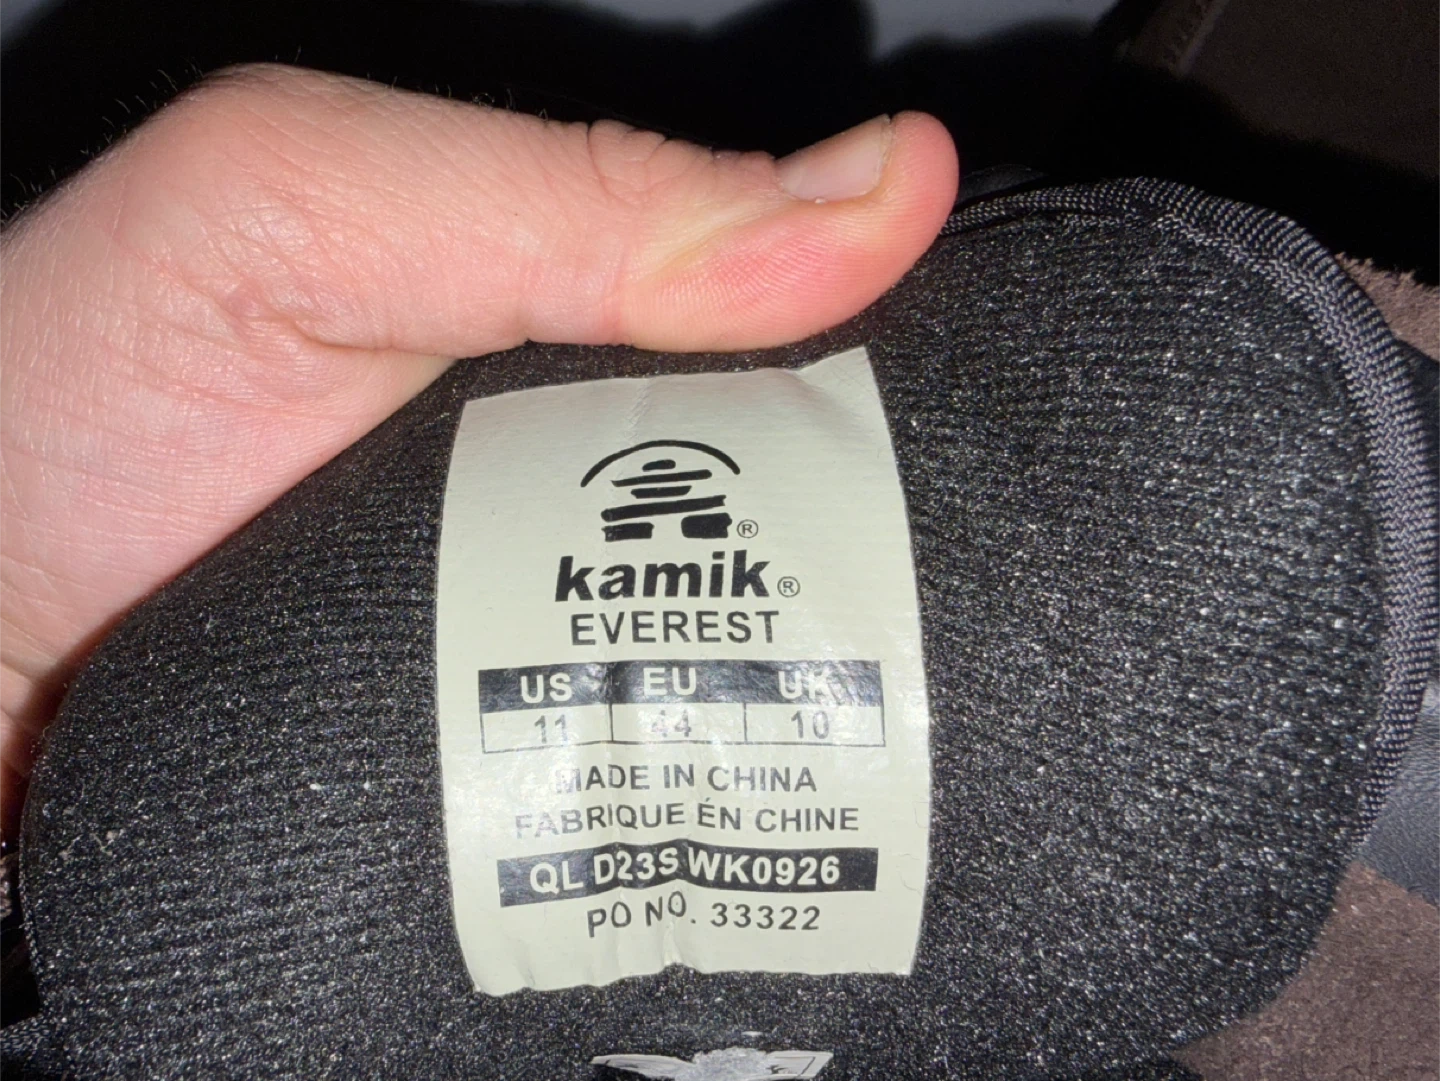 ®
kamik®
EVEREST
US EU UK
11 44 10
MADE IN CHINA
FABRIQUE ÉN CHINE
QL D23S WK0926
PO NO. 33322